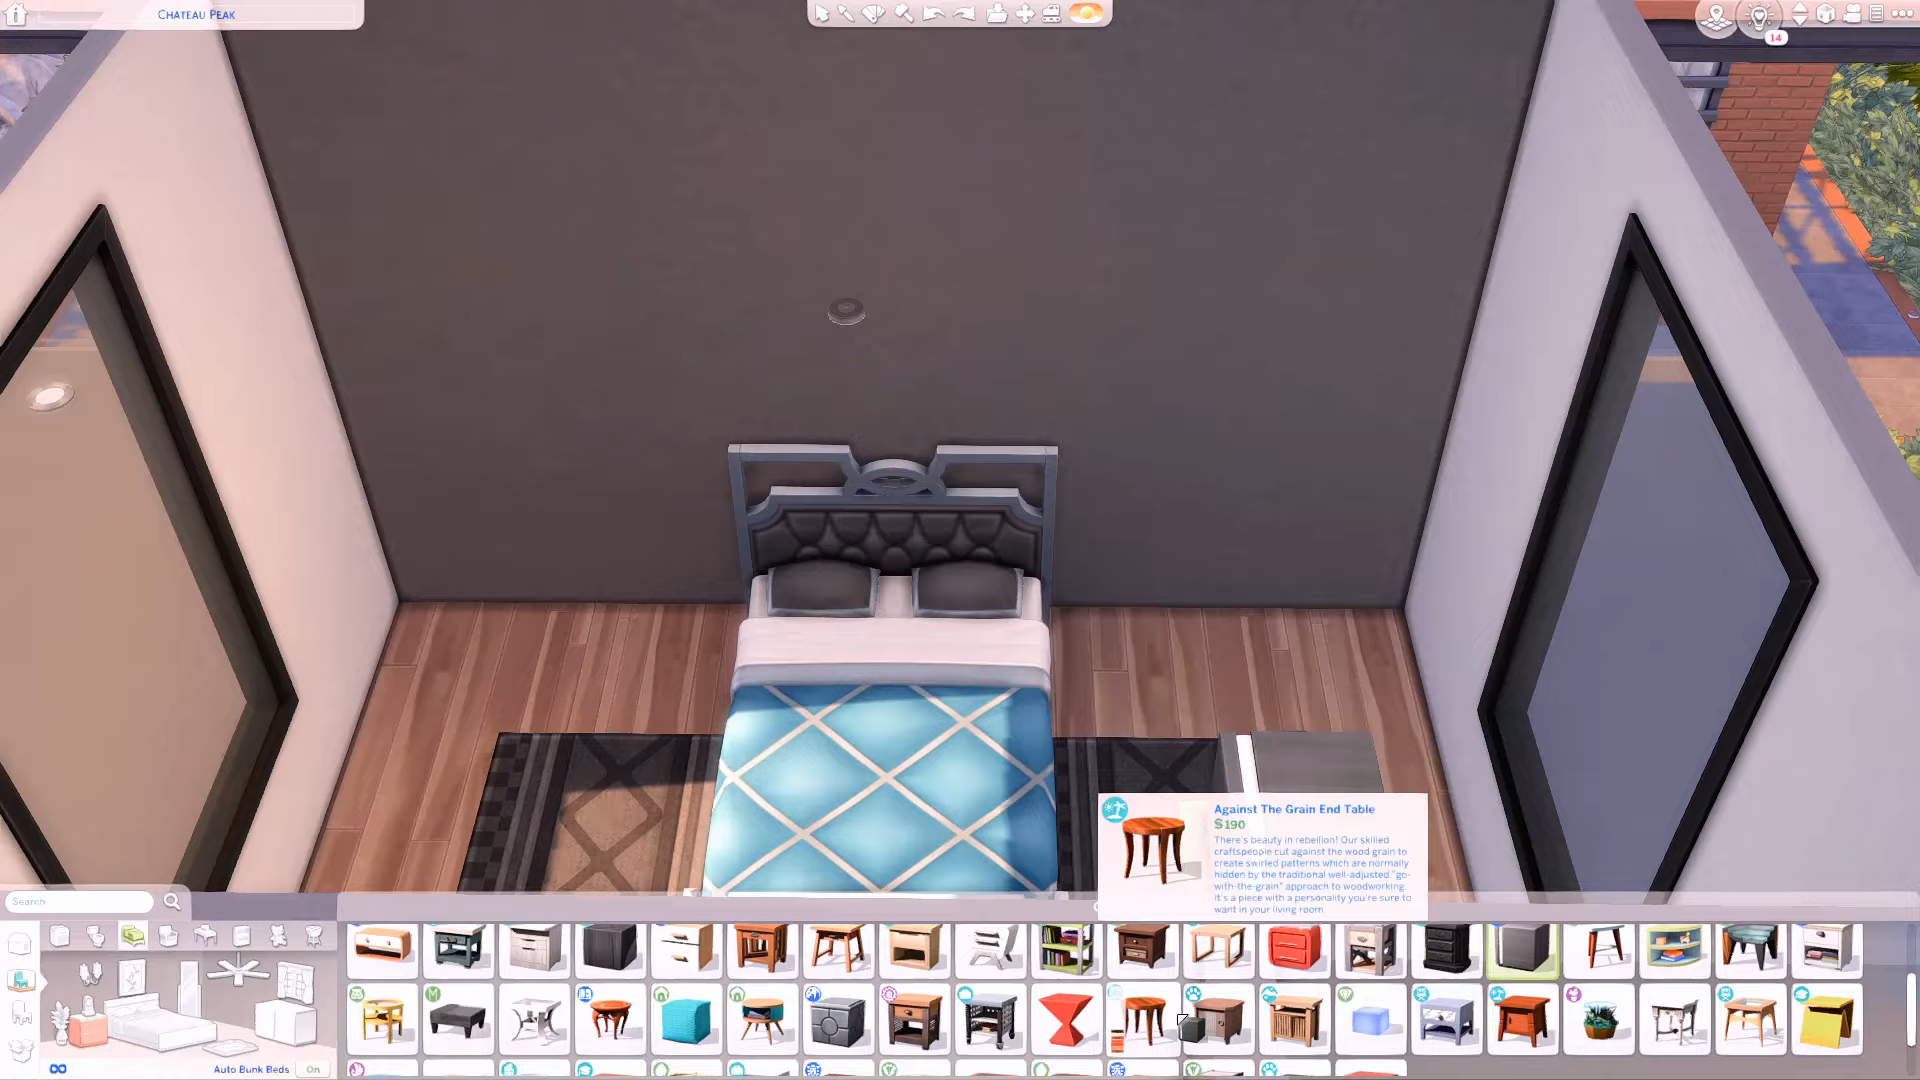 CHATEAU PEAK
14
Against The Grain End Table
§190
There's beauty in rebellion! Our skilled
craftspeople cut against the wood grain to
create swirled patterns which are normally
hidden by the traditional well-adjusted "go-
with-the-grain" approach to woodworking.
It's a piece with a personality you're sure to
want in your living room.
Search
Auto Bunk Beds On